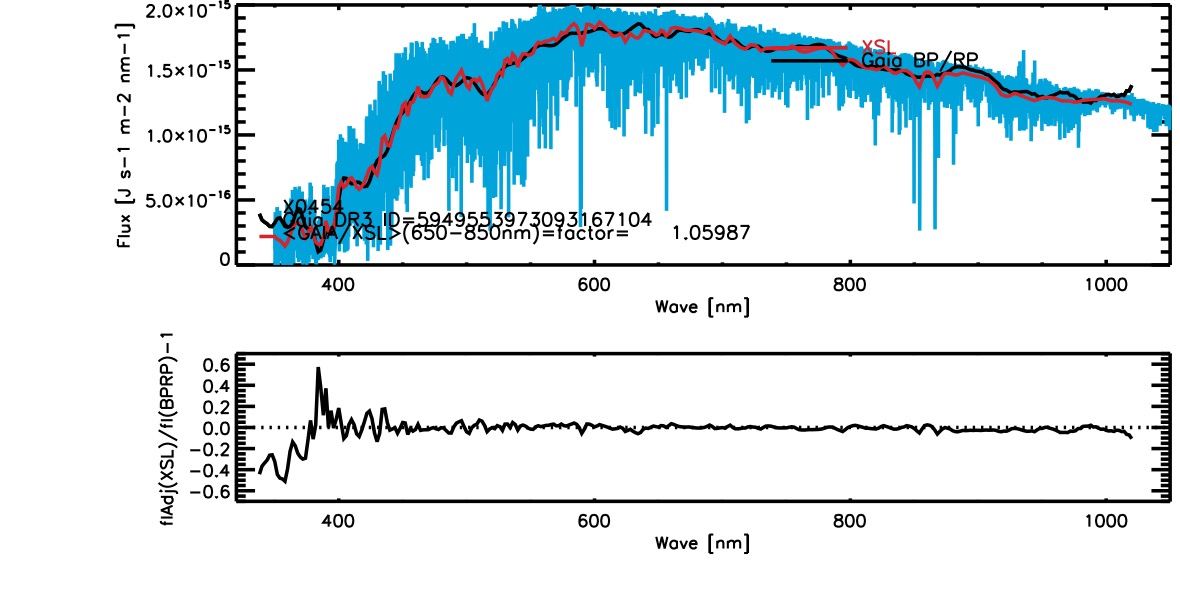 2.0×10⁻¹⁵
1.5×10⁻¹⁵
1.0×10⁻¹⁵
5.0×10⁻¹⁶
0
Flux [J s−1 m−2 nm−1]
XSL
Gaia BP/RP
X0454
Gaia DR3 ID=5949553973093167104
<GAIA/XSL>(650−850nm)=factor= 1.05987
400 600 800 1000
Wave [nm]
0.6
0.4
0.2
0.0
−0.2
−0.4
−0.6
flAdj(XSL)/fl(BPRP)−1
400 600 800 1000
Wave [nm]